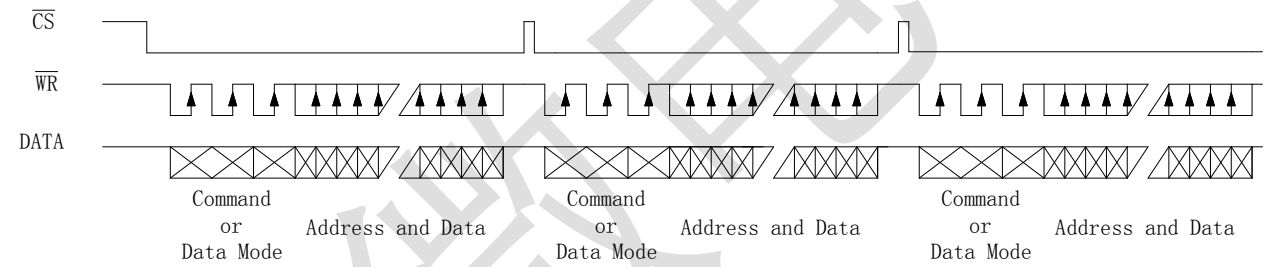 CS
WR
DATA
Command
or
Data Mode
Address and Data
Command
or
Data Mode
Address and Data
Command
or
Data Mode
Address and Data